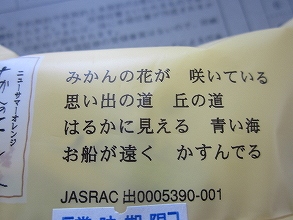 みかんの花が 咲いている
思い出の道 丘の道
はるかに見える 青い海
お船が遠く かすんでる
JASRAC 出0005390-001
ニューサマーオレンジ